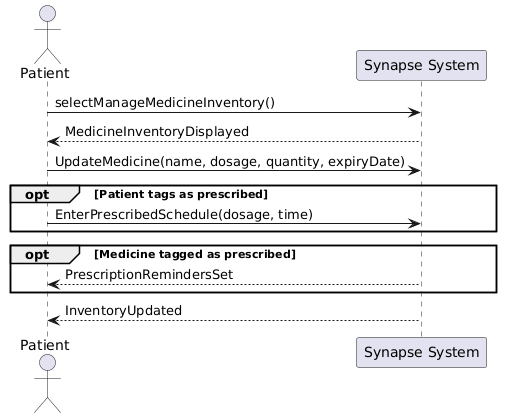 Patient
Synapse System
selectManageMedicineInventory()
MedicineInventoryDisplayed
UpdateMedicine(name, dosage, quantity, expiryDate)
opt [Patient tags as prescribed]
EnterPrescribedSchedule(dosage, time)
opt [Medicine tagged as prescribed]
PrescriptionRemindersSet
InventoryUpdated
Patient
Synapse System